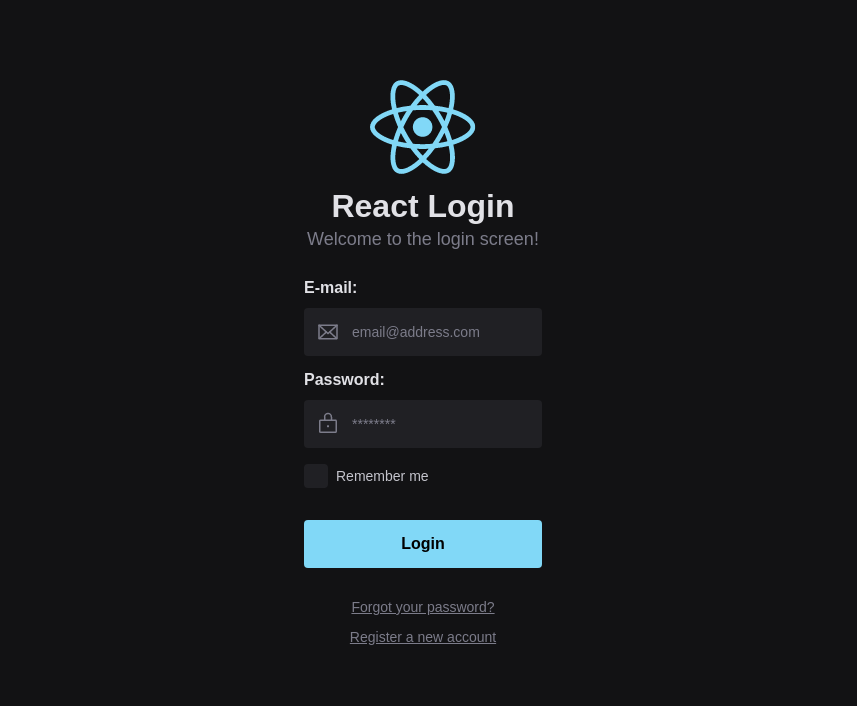 React Login
Welcome to the login screen!
E-mail:
email@address.com
Password:
********
Remember me
Login
Forgot your password?
Register a new account